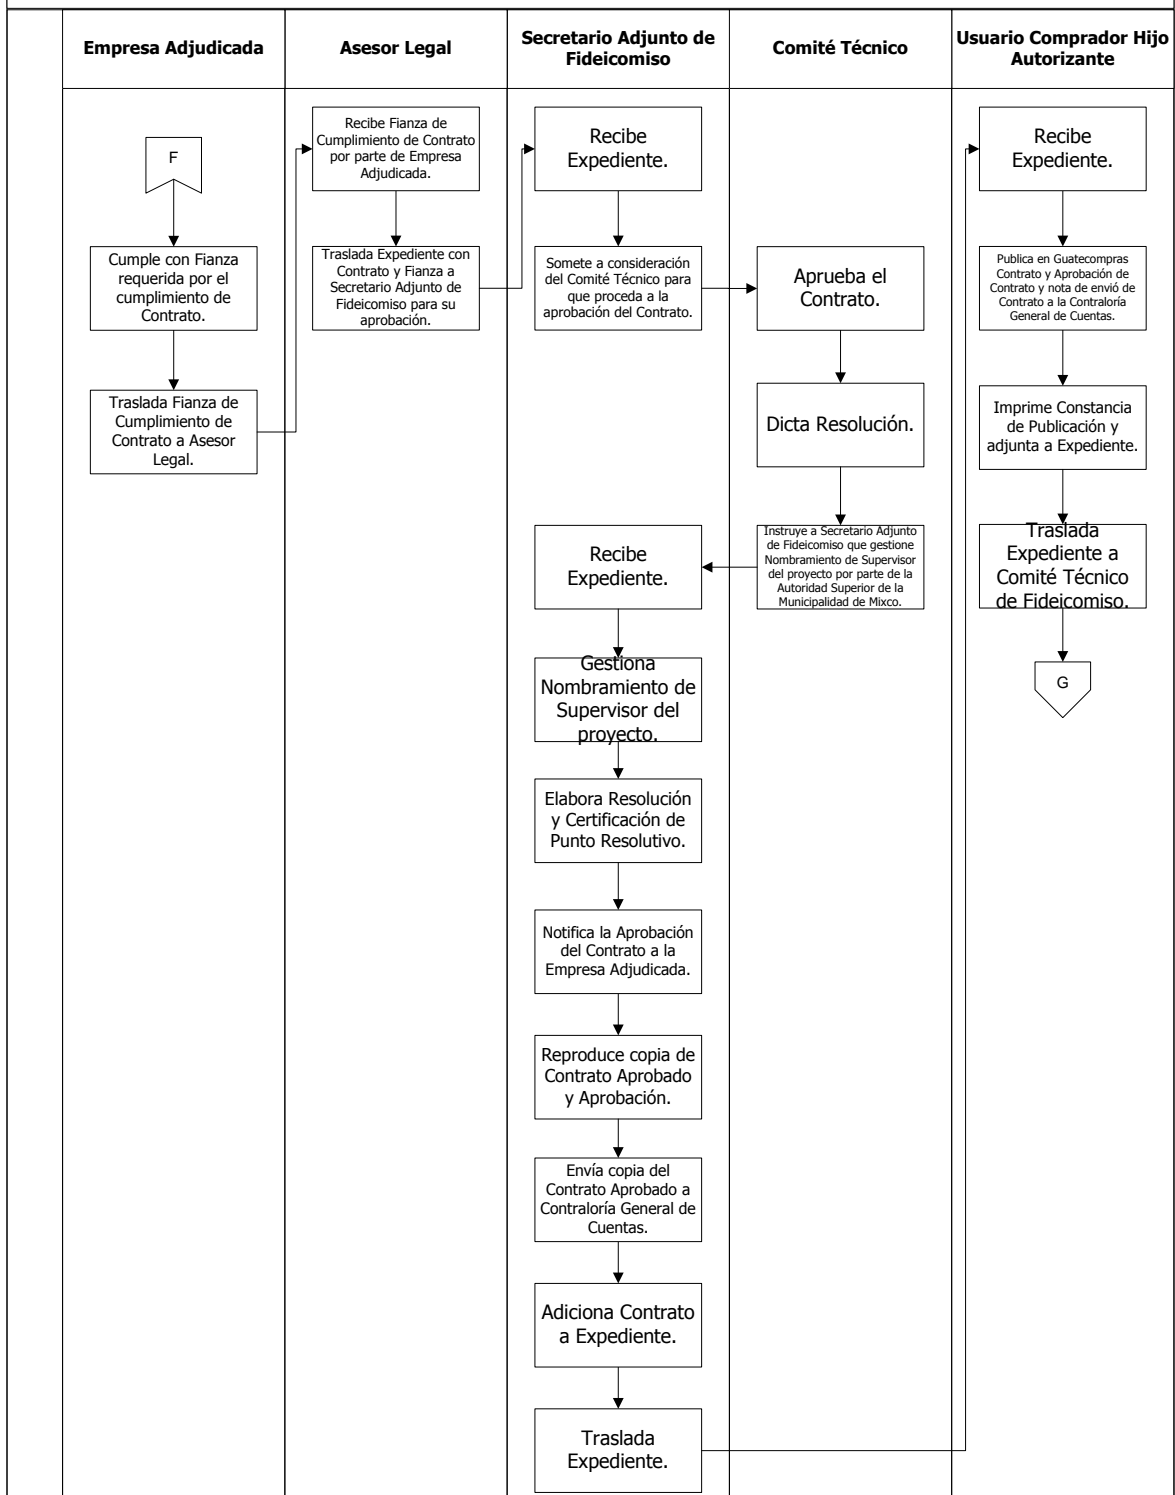 Empresa Adjudicada
Asesor Legal
Secretario Adjunto de
Fideicomiso
Comité Técnico
Usuario Comprador Hijo
Autorizante
F
Cumple con Fianza
requerida por el
cumplimiento de
Contrato.
Traslada Fianza de
Cumplimiento de
Contrato a Asesor
Legal.
Recibe Fianza de
Cumplimiento de Contrato
por parte de Empresa
Adjudicada.
Traslada Expediente con
Contrato y Fianza a
Secretario Adjunto de
Fideicomiso para su
aprobación.
Recibe
Expediente.
Somete a consideración
del Comité Técnico para
que proceda a la
aprobación del Contrato.
Aprueba el
Contrato.
Dicta Resolución.
Instruye a Secretario Adjunto
de Fideicomiso que gestione
Nombramiento de Supervisor
del proyecto por parte de la
Autoridad Superior de la
Municipalidad de Mixco.
Recibe
Expediente.
Gestiona
Nombramiento de
Supervisor del
proyecto.
Elabora Resolución
y Certificación de
Punto Resolutivo.
Notifica la Aprobación
del Contrato a la
Empresa Adjudicada.
Reproduce copia de
Contrato Aprobado
y Aprobación.
Envía copia del
Contrato Aprobado a
Contraloría General de
Cuentas.
Adiciona Contrato
a Expediente.
Traslada
Expediente.
Recibe
Expediente.
Publica en Guatecompras
Contrato y Aprobación de
Contrato y nota de envió de
Contrato a la Contraloría
General de Cuentas.
Imprime Constancia
de Publicación y
adjunta a Expediente.
Traslada
Expediente a
Comité Técnico
de Fideicomiso.
G